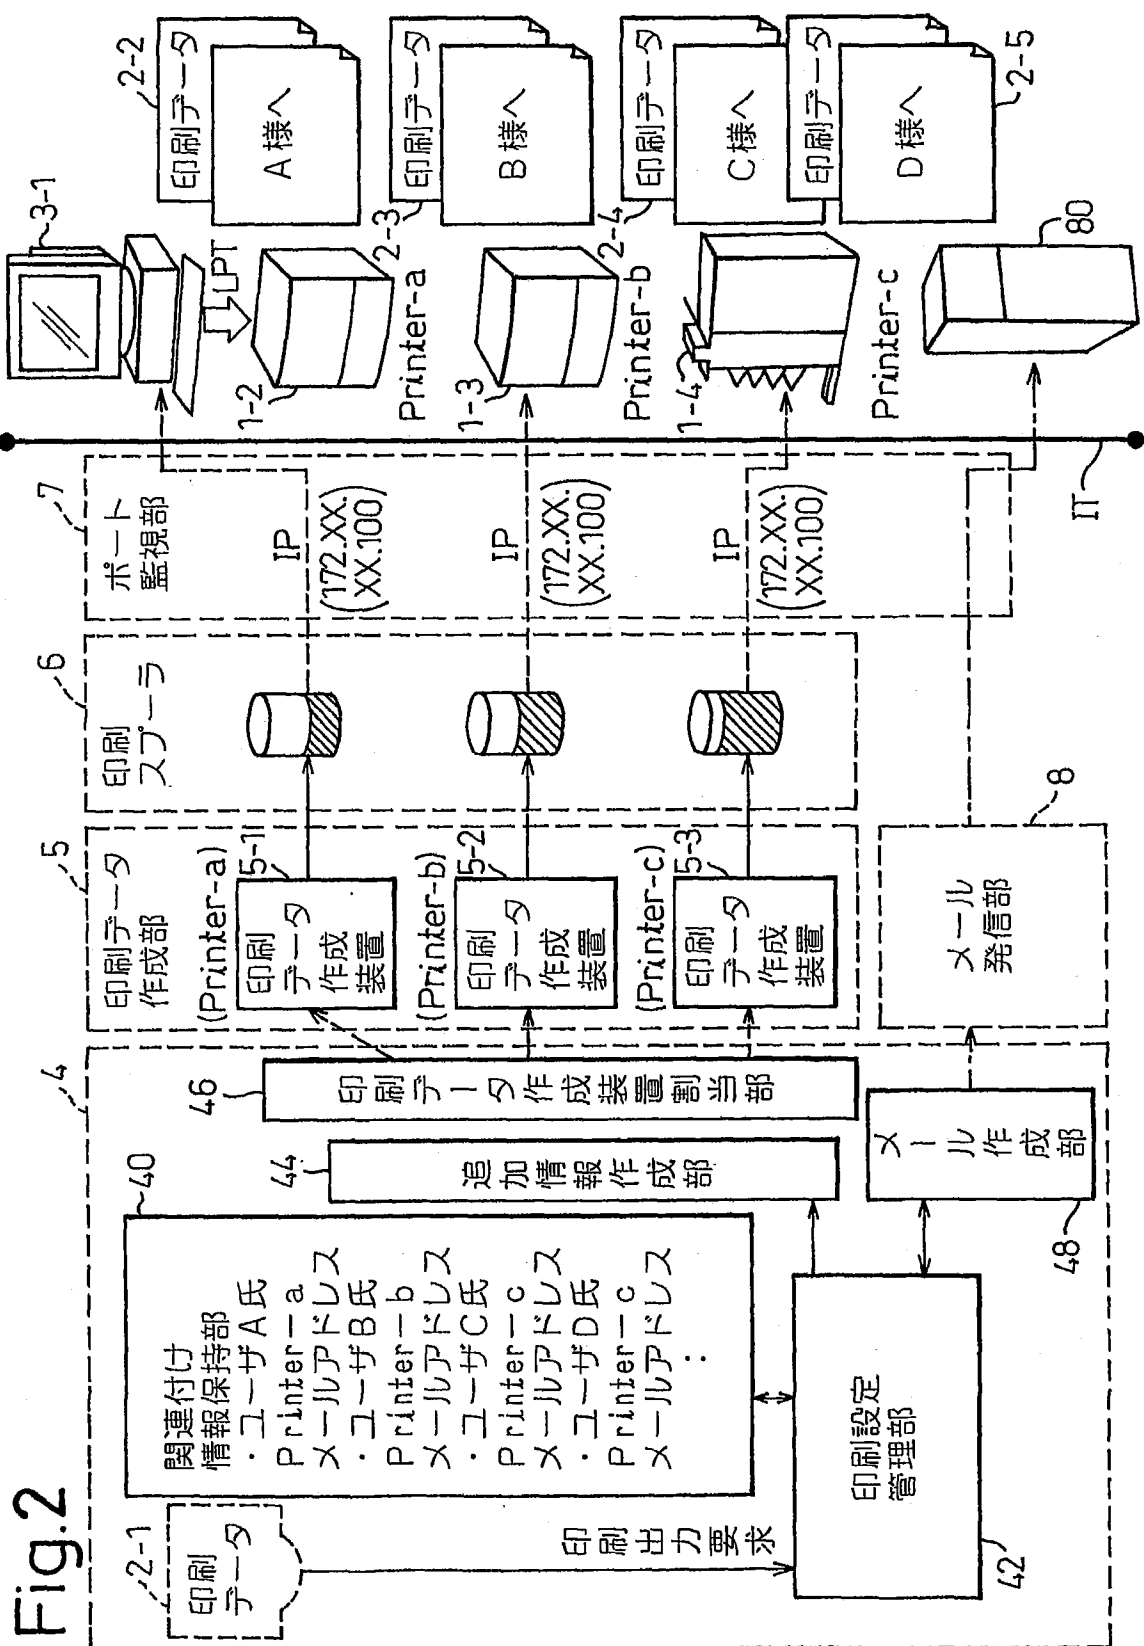 Fig.2
4
2-1
印刷
データ
40
関連付け
情報保持部
・ユーザA氏
Printer-a
メールアドレス
・ユーザB氏
Printer-b
メールアドレス
・ユーザC氏
Printer-c
メールアドレス
・ユーザD氏
Printer-c
メールアドレス
:
印刷出力要求
印刷設定
管理部
42
44
追加情報作成部
46
印刷データ作成装置割当部
メール作成部
48
5
印刷データ
作成部
(Printer-a)
5-1
印刷
データ
作成
装置
(Printer-b)
5-2
印刷
データ
作成
装置
(Printer-c)
5-3
印刷
データ
作成
装置
メール
発信部
8
6
印刷
スプーラ
7
ポート
監視部
IP
(172.XX.
XX.100)
IP
(172.XX.
XX.100)
IP
(172.XX.
XX.100)
IT
3-1
LPT
1-2
Printer-a
1-3
Printer-b
1-4
Printer-c
80
2-2
印刷データ
A様へ
2-3
印刷データ
B様へ
2-4
印刷データ
C様へ
印刷データ
D様へ
2-5